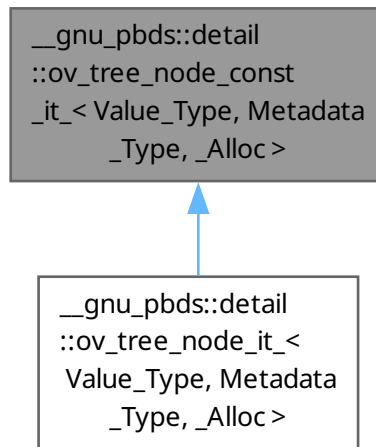 __gnu_pbds::detail
::ov_tree_node_const
_it_< Value_Type, Metadata
_Type, _Alloc >
__gnu_pbds::detail
::ov_tree_node_it_<
Value_Type, Metadata
_Type, _Alloc >